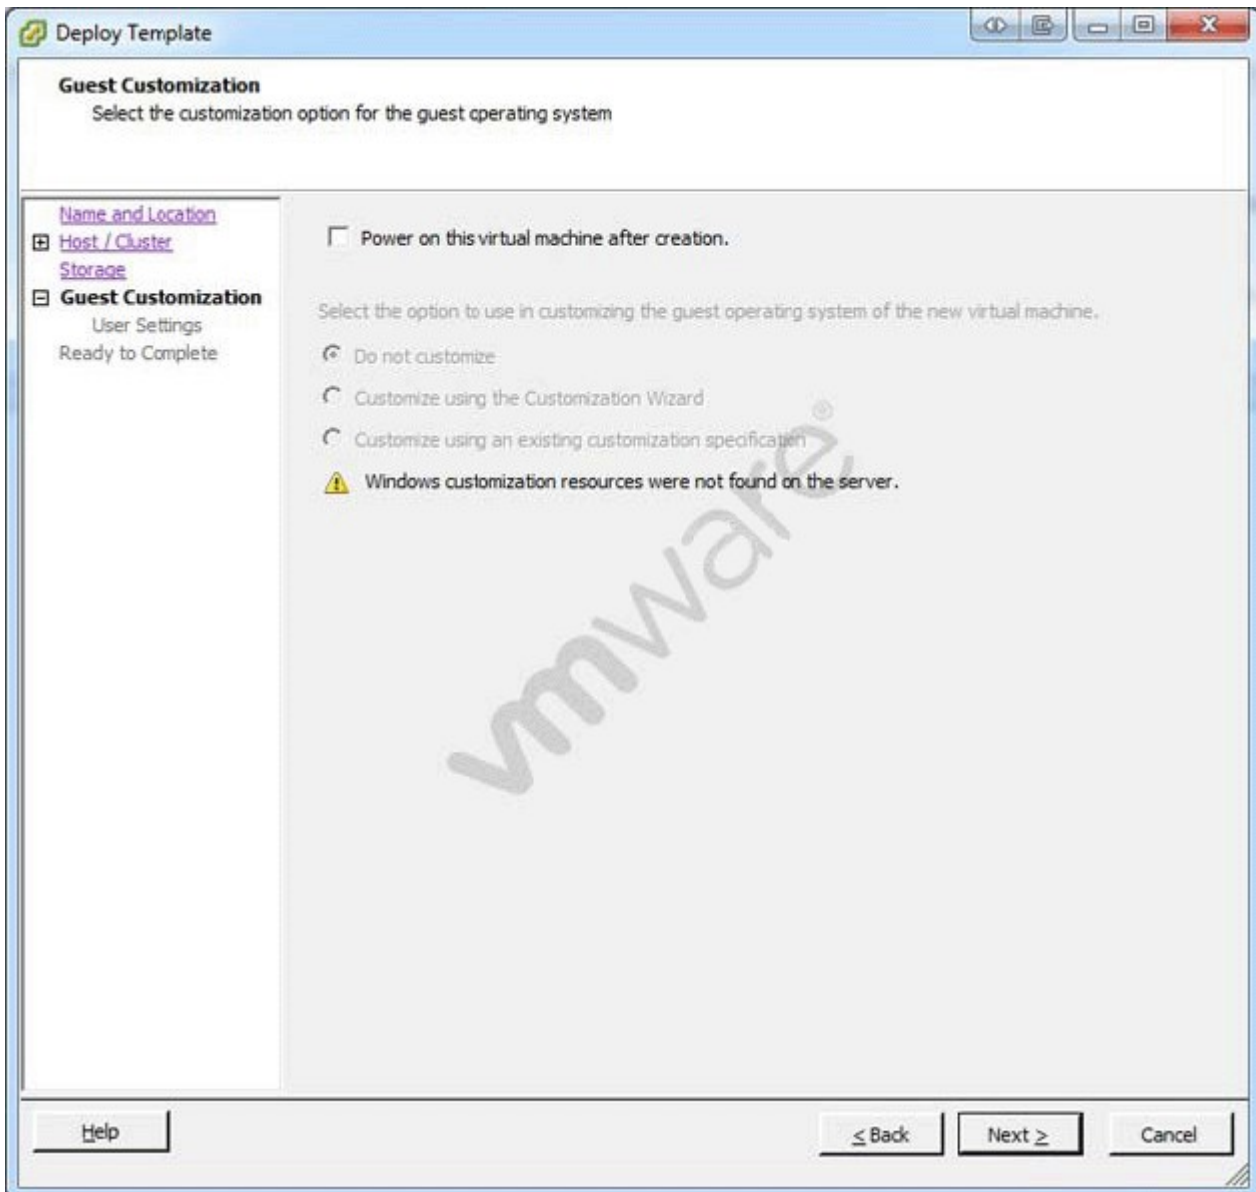 Deploy Template
Guest Customization
Select the customization option for the guest cperating system
Name and Location
Host / Cluster
Storage
Guest Customization
User Settings
Ready to Complete
Power on this virtual machine after creation.
Select the option to use in customizing the guest operating system of the new virtual machine.
Do not customize
Customize using the Customization Wizard
Customize using an existing customization specification
Windows customization resources were not found on the server.
vmware®
Help
< Back
Next >
Cancel